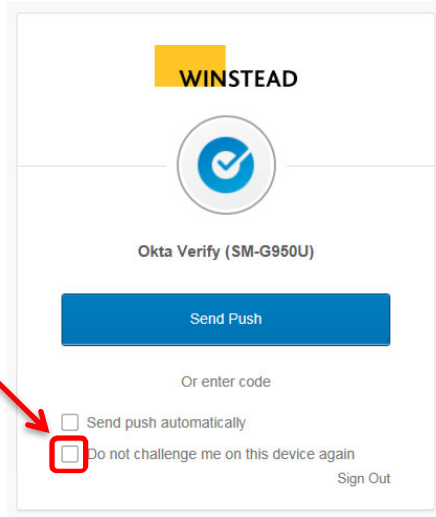 WINSTEAD
Okta Verify (SM-G950U)
Send Push
Or enter code
Send push automatically
Do not challenge me on this device again
Sign Out